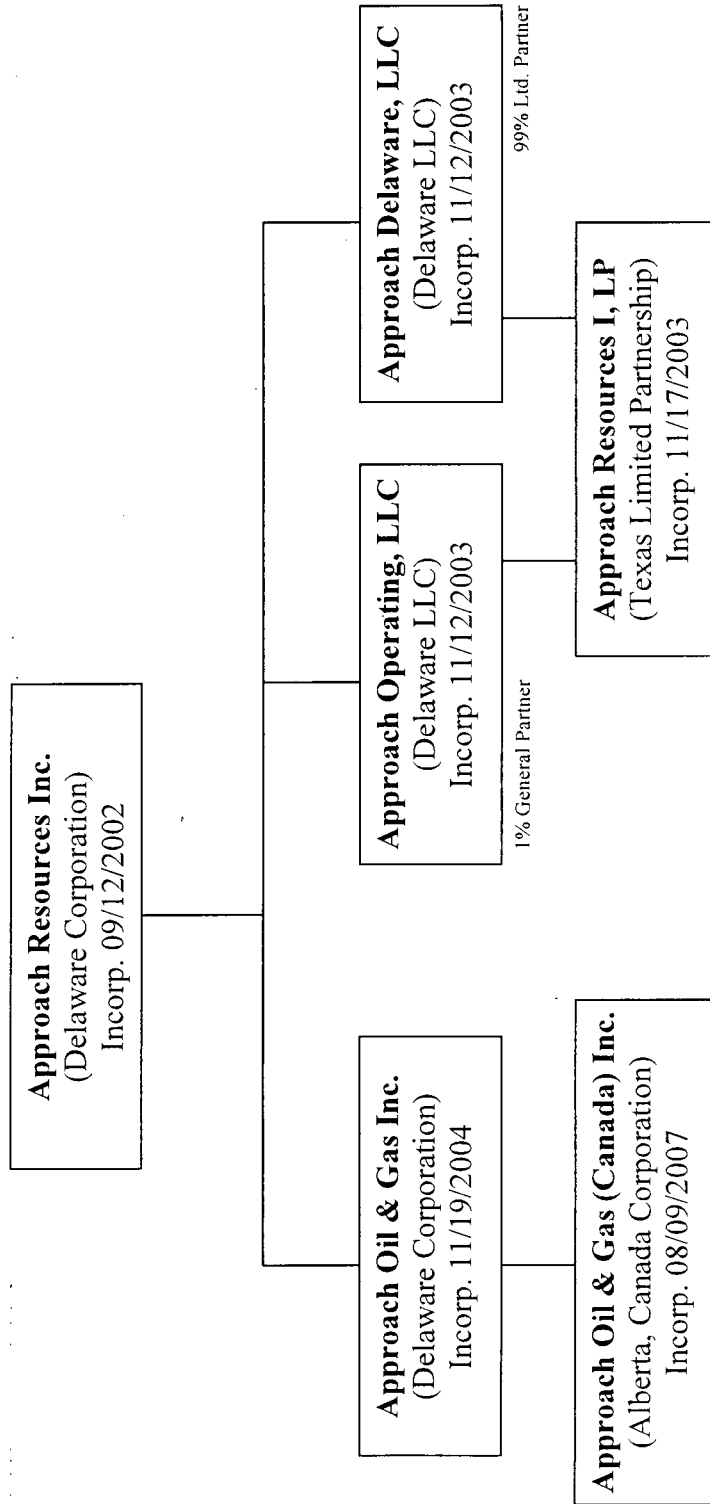 Approach Resources Inc.
(Delaware Corporation)
Incorp. 09/12/2002
Approach Oil & Gas Inc.
(Delaware Corporation)
Incorp. 11/19/2004
Approach Operating, LLC
(Delaware LLC)
Incorp. 11/12/2003
Approach Delaware, LLC
(Delaware LLC)
Incorp. 11/12/2003
1% General Partner
99% Ltd. Partner
Approach Oil & Gas (Canada) Inc.
(Alberta, Canada Corporation)
Incorp. 08/09/2007
Approach Resources I, LP
(Texas Limited Partnership)
Incorp. 11/17/2003